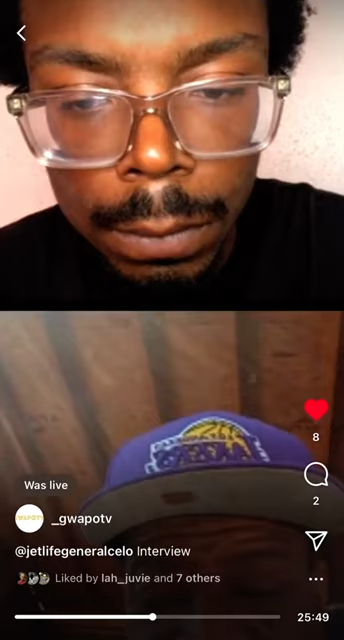 8
Was live
2
_gwapotv
@jetlifegeneralcelo Interview
Liked by lah_juvie and 7 others
25:49